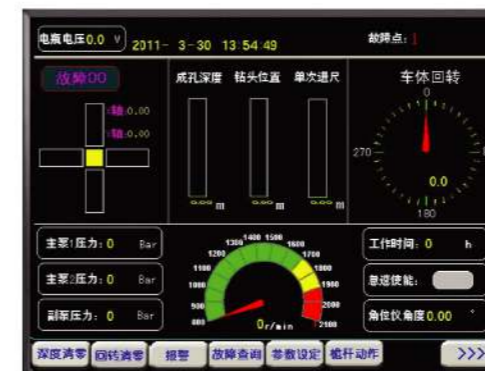 电瓶电压0.0 V 2011- 3-30 13:54:49 故障点:
故障00 成孔深度 钻头位置 单次进尺 车体回转
X轴:0.00
Y轴:0.00
0
270
0.0
180
0.00 m 0.00 m 0.00 m
主泵1压力: 0 Bar
主泵2压力: 0 Bar
副泵压力: 0 Bar
800 900 1000 1100 1200 1300 1400 1500 1600 1700 1800 1900 2000 2100
0r/min
工作时间: 0 h
怠速使能:
角位仪角度0.00 °
深度清零 回转清零 报警 故障查询 参数设定 桅杆动作 >>>